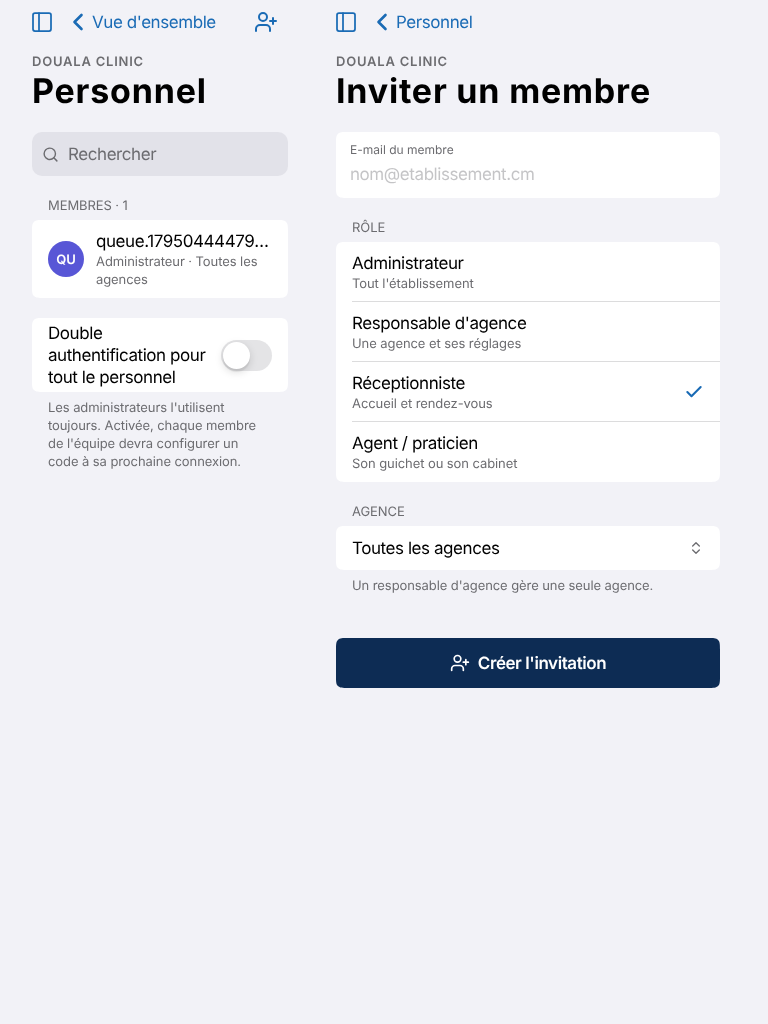 Vue d'ensemble
DOUALA CLINIC
Personnel
Rechercher
MEMBRES · 1
QU
queue.17950444479...
Administrateur · Toutes les
agences
Double
authentification pour
tout le personnel
Les administrateurs l'utilisent
toujours. Activée, chaque membre
de l'équipe devra configurer un
code à sa prochaine connexion.
Personnel
DOUALA CLINIC
Inviter un membre
E-mail du membre
nom@etablissement.cm
RÔLE
Administrateur
Tout l'établissement
Responsable d'agence
Une agence et ses réglages
Réceptionniste
Accueil et rendez-vous
Agent / praticien
Son guichet ou son cabinet
AGENCE
Toutes les agences
Un responsable d'agence gère une seule agence.
Créer l'invitation